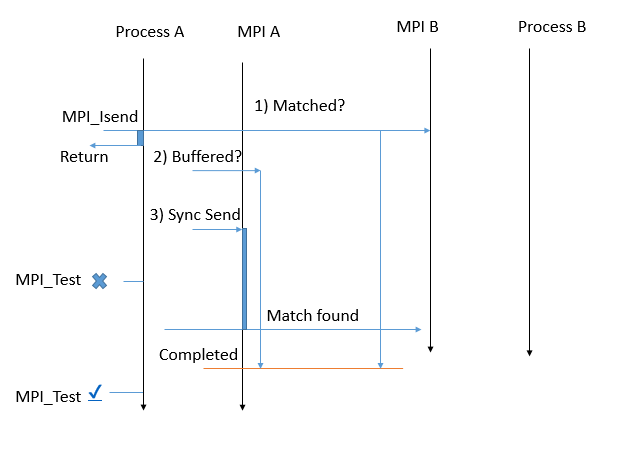 Process A
MPI A
MPI B
Process B
1) Matched?
MPI_Isend
Return
2) Buffered?
3) Sync Send
MPI_Test
Match found
Completed
MPI_Test